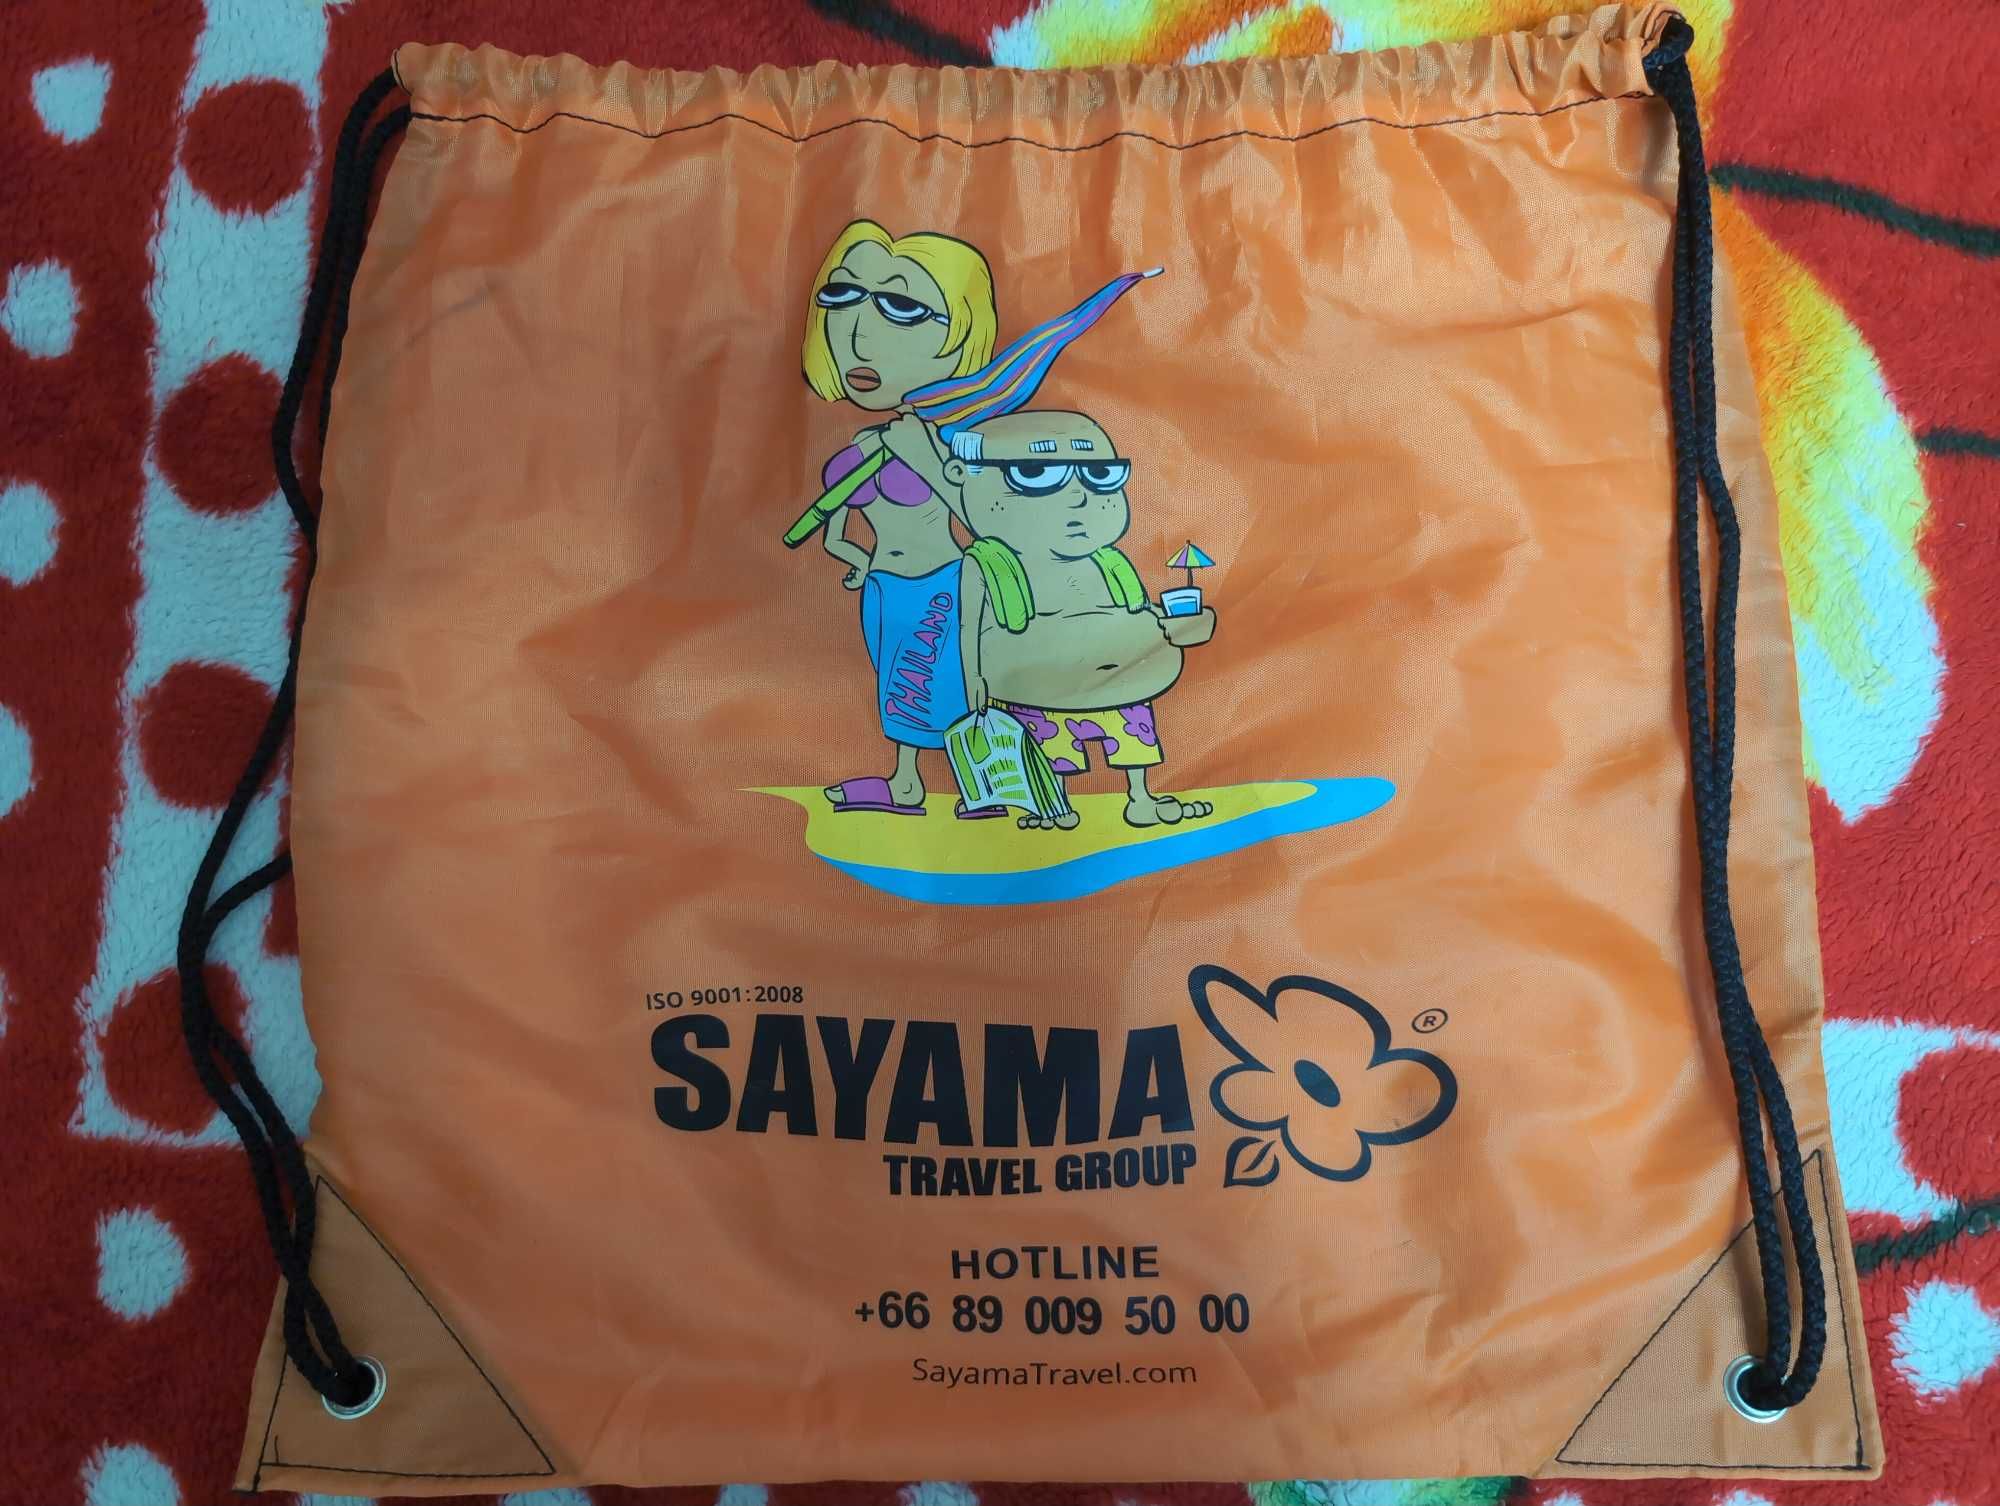 THAILAND
ISO 9001:2008
SAYAMA ®
TRAVEL GROUP
HOTLINE
+66 89 009 50 00
SayamaTravel.com